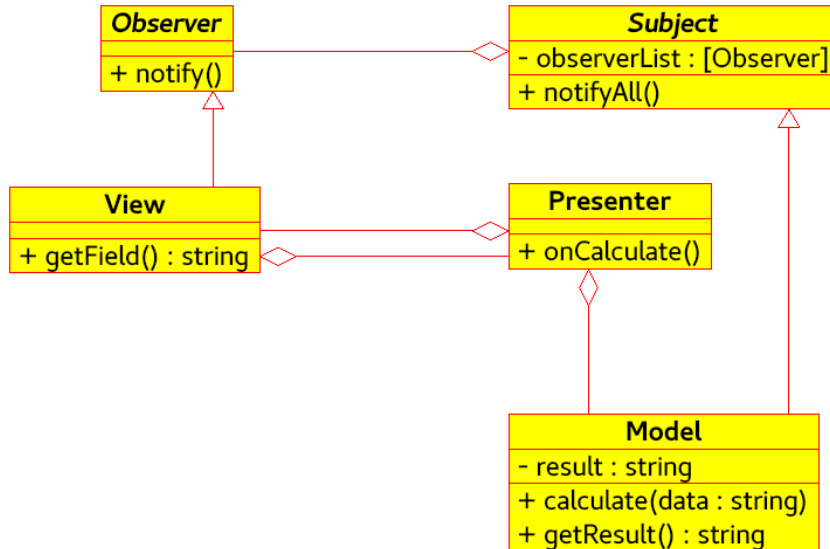 Observer
+ notify()
Subject
- observerList : [Observer]
+ notifyAll()
View
+ getField() : string
Presenter
+ onCalculate()
Model
- result : string
+ calculate(data : string)
+ getResult() : string